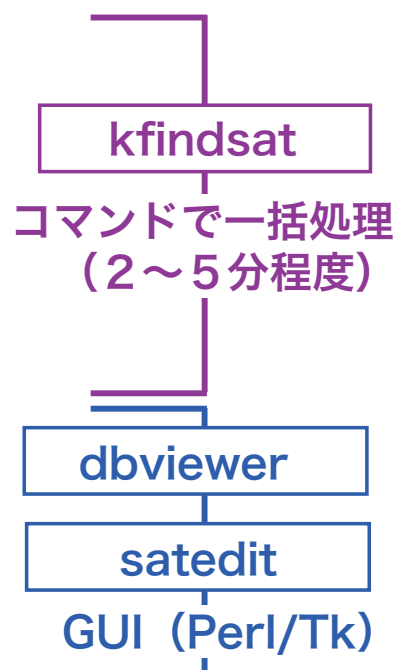 kfindsat
コマンドで一括処理
（２〜５分程度）
dbviewer
satedit
GUI（Perl/Tk）